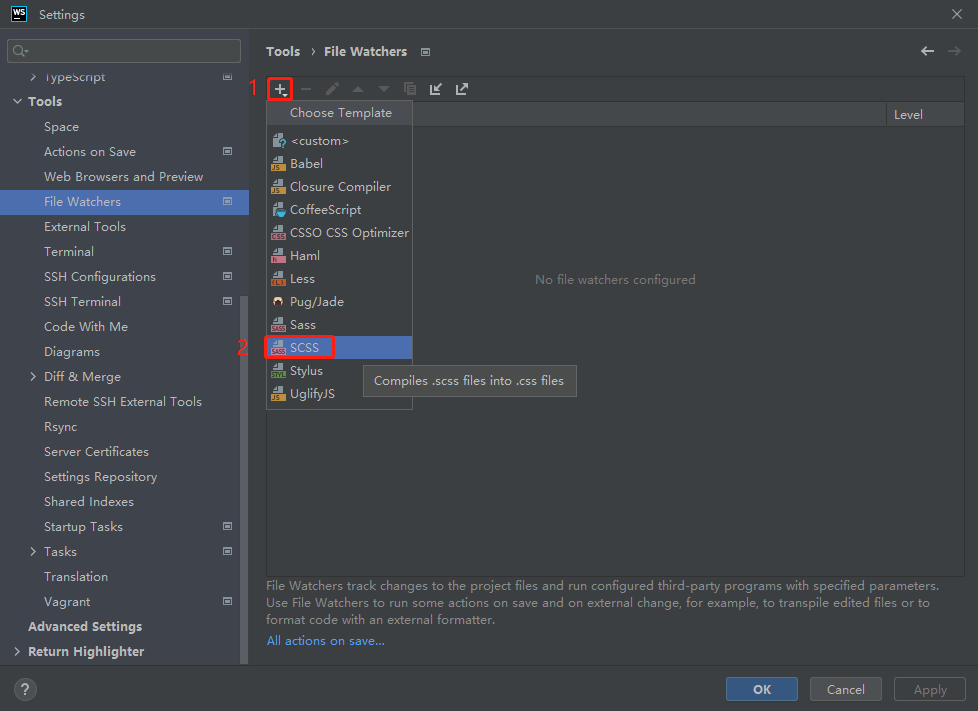 WS Settings
Tools › File Watchers
TypeScript
1
Tools
Choose Template
Level
Space
<custom>
Actions on Save
Babel
Web Browsers and Preview
Closure Compiler
File Watchers
CoffeeScript
External Tools
CSSO CSS Optimizer
Terminal
Haml
SSH Configurations
Less
No file watchers configured
SSH Terminal
Pug/Jade
Code With Me
Sass
2
SCSS
Diagrams
Stylus
Compiles .scss files into .css files
Diff & Merge
UglifyJS
Remote SSH External Tools
Rsync
Server Certificates
Settings Repository
Shared Indexes
Startup Tasks
Tasks
Translation
Vagrant
Advanced Settings
Return Highlighter
File Watchers track changes to the project files and run configured third-party programs with specified parameters.
Use File Watchers to run some actions on save and on external change, for example, to transpile edited files or to
format code with an external formatter.
All actions on save...
?
OK
Cancel
Apply